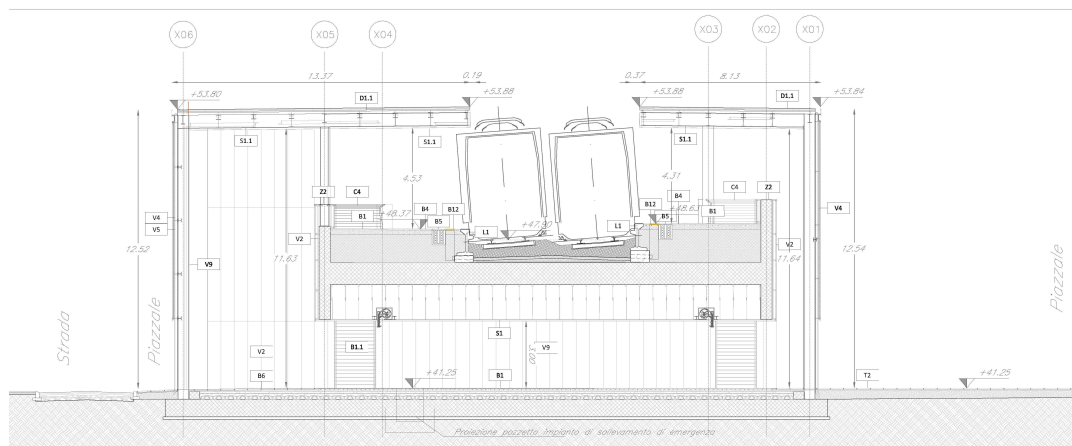 X06 X05 X04 X03 X02 X01
13.37 0.19 0.37 8.13
+53.80 D1.1 +53.88 +53.88 D1.1 +53.84
S1.1 S1.1 S1.1
4.53 4.31
Z2 C4 B4 B12 B12 B4 C4 Z2
B1 +48.37 B5 B5 +48.63 B1
V4 V4
V5 V2 L1 +47.90 L1 V2
12.52 V9 11.63 11.64 12.54
Strada Piazzale Piazzale
S1
B1.1 3.00 V9
V2
B6 +41.25 B1 T2 +41.25
Proiezione pozzetto impianto di sollevamento di emergenza